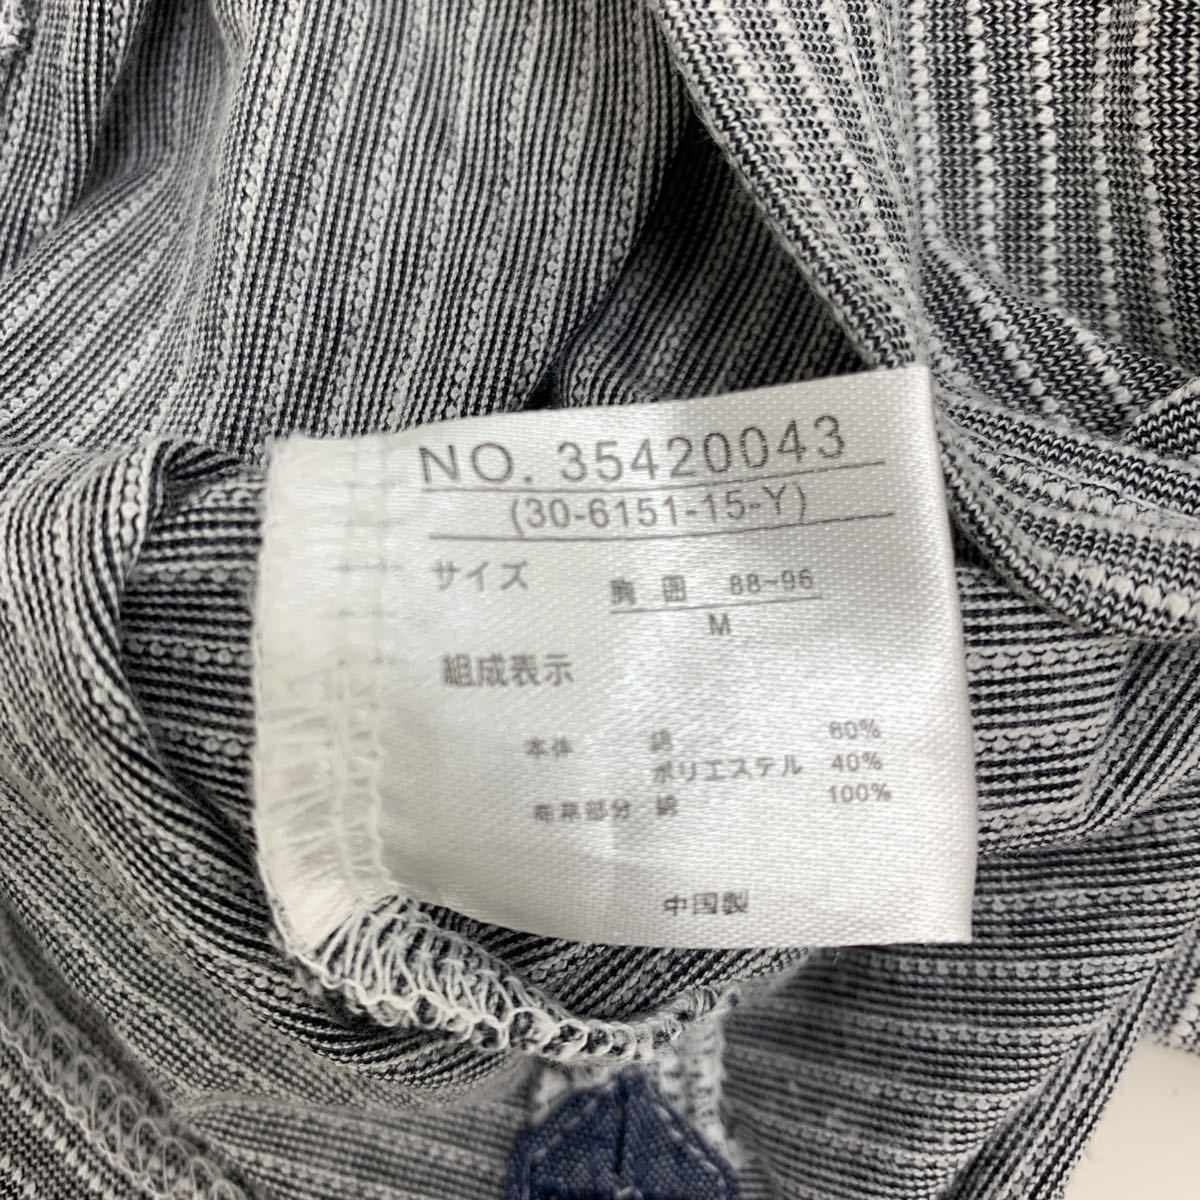 NO. 35420043
(30-6151-15-Y)
サイズ 胸囲 88~96
M
組成表示
本体 綿 60%
ポリエステル 40%
布帛部分 綿 100%
中国製